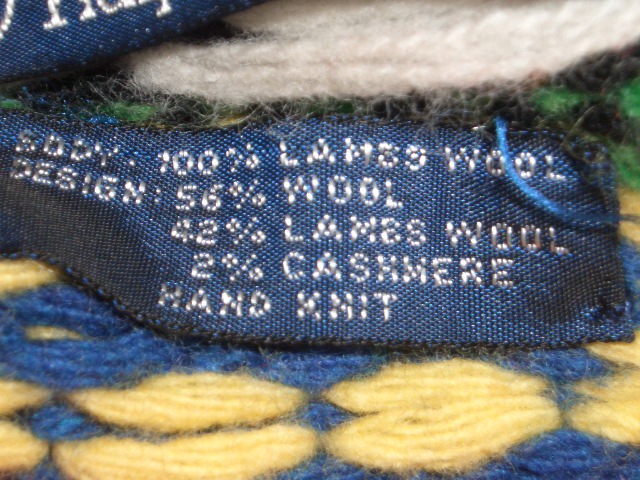 BODY: 100% LAMBS WOOL
DESIGN: 56% WOOL
42% LAMBS WOOL
2% CASHMERE
HAND KNIT